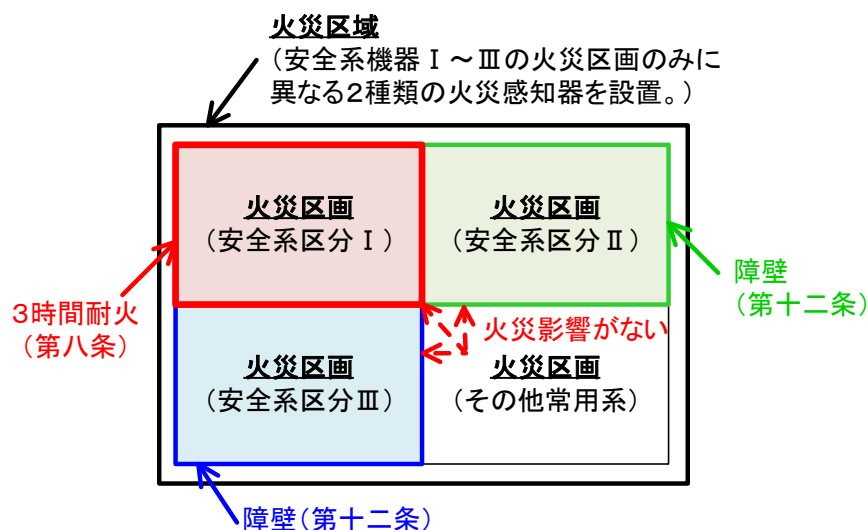 火災区域
（安全系機器Ⅰ～Ⅲの火災区画のみに
異なる２種類の火災感知器を設置。）
火災区画
（安全系区分Ⅰ）
火災区画
（安全系区分Ⅱ）
障壁
（第十二条）
３時間耐火
（第八条）
火災影響がない
火災区画
（安全系区分Ⅲ）
火災区画
（その他常用系）
障壁（第十二条）